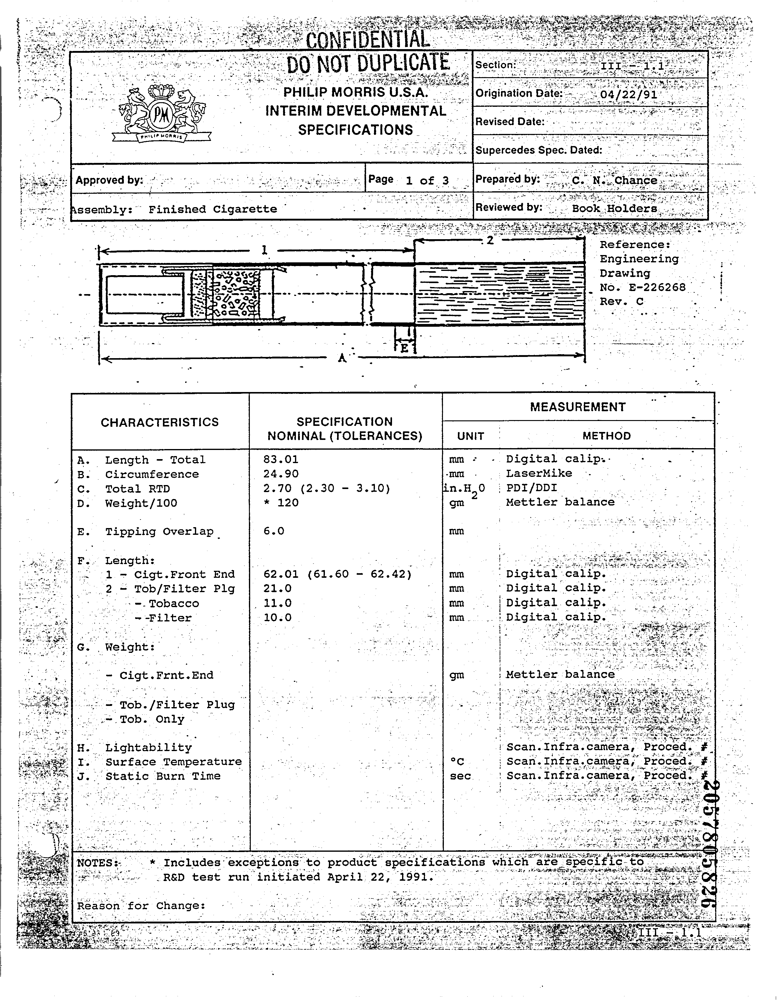 CONFIDENTIAL
DO NOT DUPLICATE
PHILIP MORRIS U.S.A.
INTERIM DEVELOPMENTAL
SPECIFICATIONS
PM
PHILIP MORRIS
Section: III - 1.1
Origination Date: 04/22/91
Revised Date:
Supercedes Spec. Dated:
Approved by:
Page 1 of 3
Prepared by: C. N. Chance
Assembly: Finished Cigarette
Reviewed by: Book Holders
1
2
E
A
Reference:
Engineering
Drawing
No. E-226268
Rev. C
CHARACTERISTICS
SPECIFICATION
NOMINAL (TOLERANCES)
MEASUREMENT
UNIT METHOD
A. Length - Total 83.01 mm Digital calip.
B. Circumference 24.90 mm LaserMike
C. Total RTD 2.70 (2.30 - 3.10) in.H2O PDI/DDI
D. Weight/100 * 120 gm Mettler balance
E. Tipping Overlap 6.0 mm
F. Length:
1 - Cigt.Front End 62.01 (61.60 - 62.42) mm Digital calip.
2 - Tob/Filter Plg 21.0 mm Digital calip.
- Tobacco 11.0 mm Digital calip.
- Filter 10.0 mm Digital calip.
G. Weight:
- Cigt.Frnt.End gm Mettler balance
- Tob./Filter Plug
- Tob. Only
H. Lightability Scan.Infra.camera, Proced. #
I. Surface Temperature °C Scan.Infra.camera, Proced. #
J. Static Burn Time sec Scan.Infra.camera, Proced. #
2057805826
NOTES: * Includes exceptions to product specifications which are specific to
R&D test run initiated April 22, 1991.
Reason for Change:
III - 1.1